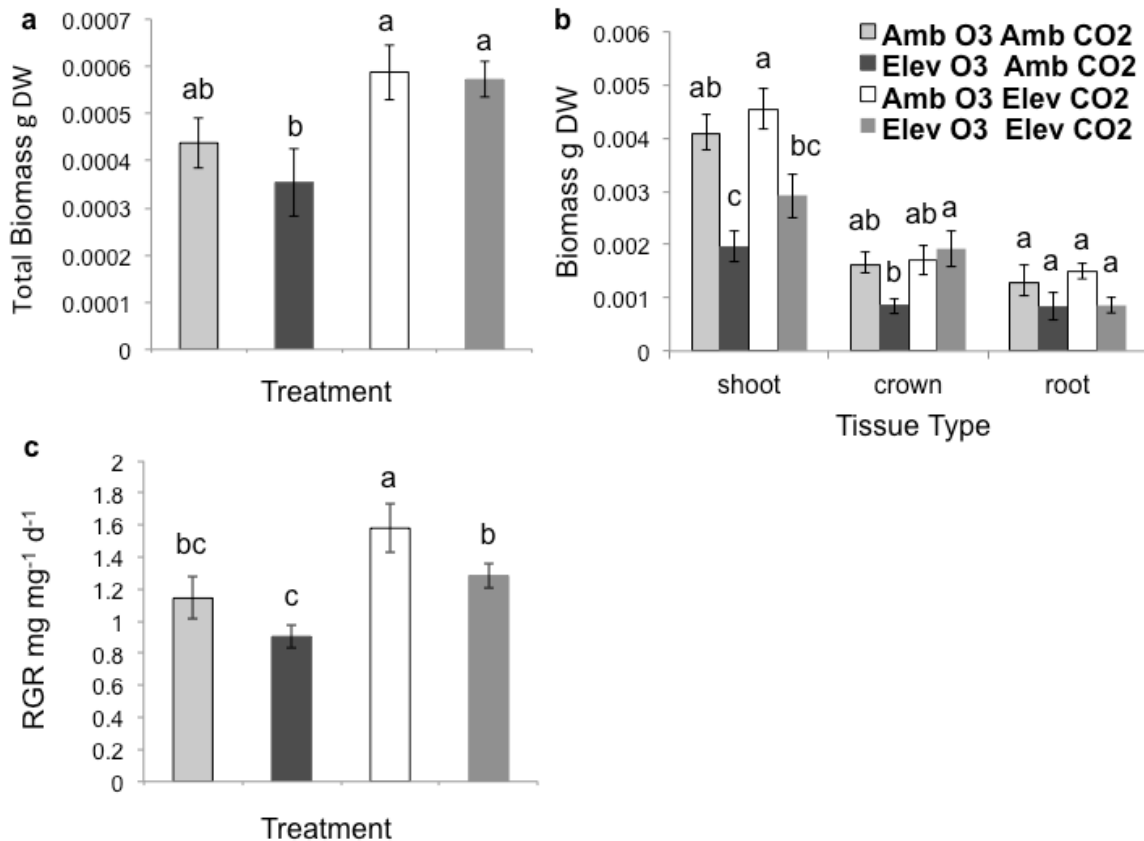 a
0.0007
0.0006
0.0005
0.0004
0.0003
0.0002
0.0001
0
Total Biomass g DW
ab
b
a
a
Treatment
b
0.006
0.005
0.004
0.003
0.002
0.001
0
Biomass g DW
Amb O3 Amb CO2
Elev O3 Amb CO2
Amb O3 Elev CO2
Elev O3 Elev CO2
ab
c
a
bc
ab
b
ab
a
a
a
a
a
shoot
crown
root
Tissue Type
c
2
1.8
1.6
1.4
1.2
1
0.8
0.6
0.4
0.2
0
RGR mg mg⁻¹ d⁻¹
bc
c
a
b
Treatment